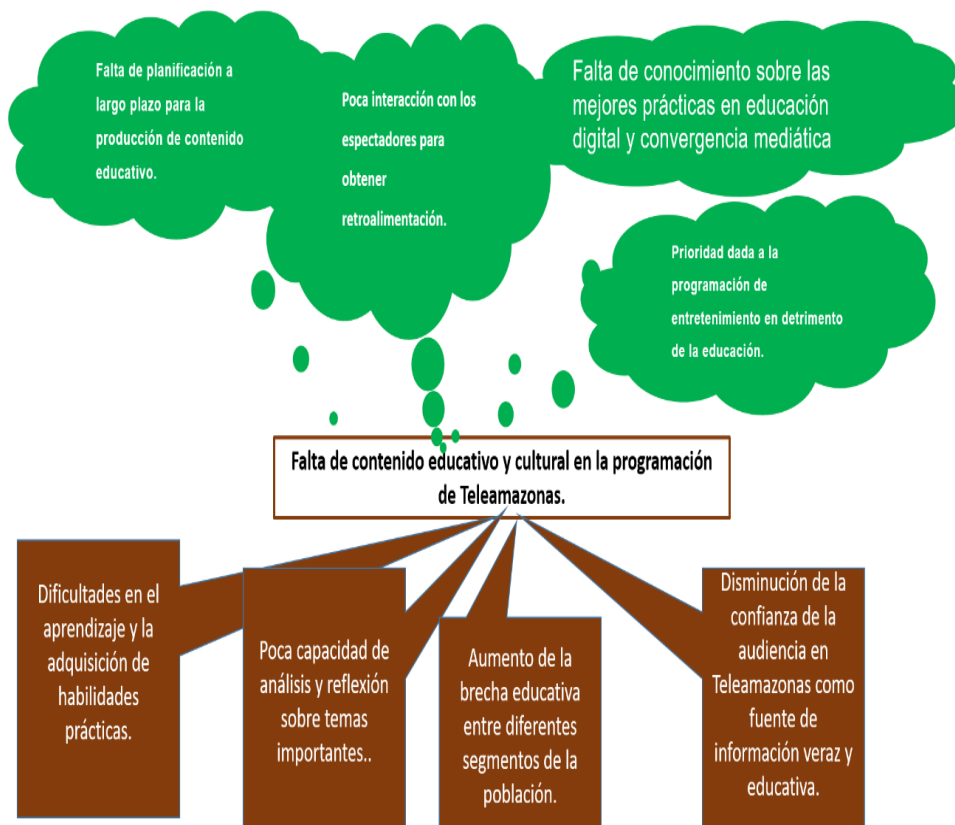 Falta de planificación a
largo plazo para la
producción de contenido
educativo.
Poca interacción con los
espectadores para
obtener
retroalimentación.
Falta de conocimiento sobre las
mejores prácticas en educación
digital y convergencia mediática
Prioridad dada a la
programación de
entretenimiento en detrimento
de la educación.
Falta de contenido educativo y cultural en la programación
de Teleamazonas.
Dificultades en el
aprendizaje y la
adquisición de
habilidades
prácticas.
Poca capacidad de
análisis y reflexión
sobre temas
importantes..
Aumento de la
brecha educativa
entre diferentes
segmentos de la
población.
Disminución de la
confianza de la
audiencia en
Teleamazonas como
fuente de
información veraz y
educativa.